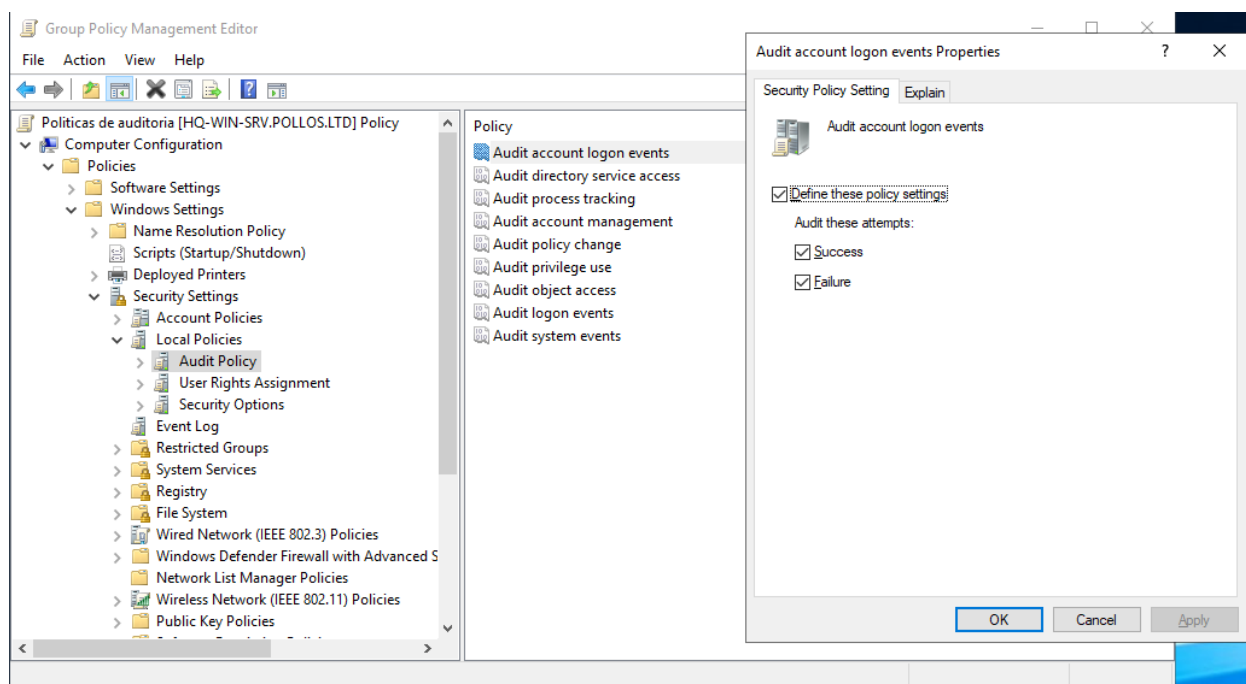 Group Policy Management Editor
File Action View Help
Politicas de auditoria [HQ-WIN-SRV.POLLOS.LTD] Policy
Computer Configuration
Policies
Software Settings
Windows Settings
Name Resolution Policy
Scripts (Startup/Shutdown)
Deployed Printers
Security Settings
Account Policies
Local Policies
Audit Policy
User Rights Assignment
Security Options
Event Log
Restricted Groups
System Services
Registry
File System
Wired Network (IEEE 802.3) Policies
Windows Defender Firewall with Advanced S
Network List Manager Policies
Wireless Network (IEEE 802.11) Policies
Public Key Policies
Policy
Audit account logon events
Audit directory service access
Audit process tracking
Audit account management
Audit policy change
Audit privilege use
Audit object access
Audit logon events
Audit system events
Audit account logon events Properties
Security Policy Setting Explain
Audit account logon events
Define these policy settings
Audit these attempts:
Success
Failure
OK Cancel Apply